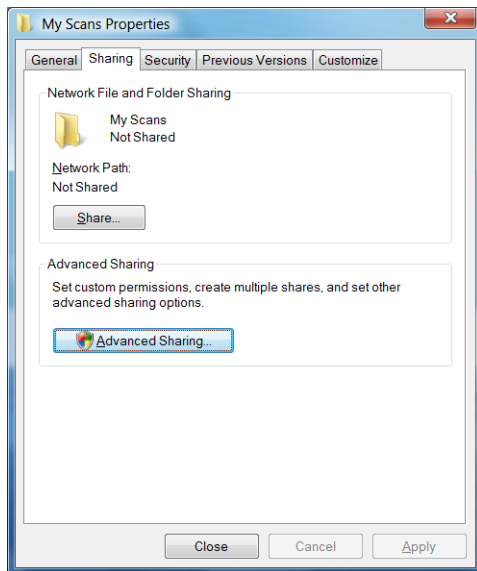 My Scans Properties
General Sharing Security Previous Versions Customize
Network File and Folder Sharing
My Scans
Not Shared
Network Path:
Not Shared
Share...
Advanced Sharing
Set custom permissions, create multiple shares, and set other
advanced sharing options.
Advanced Sharing...
Close Cancel Apply